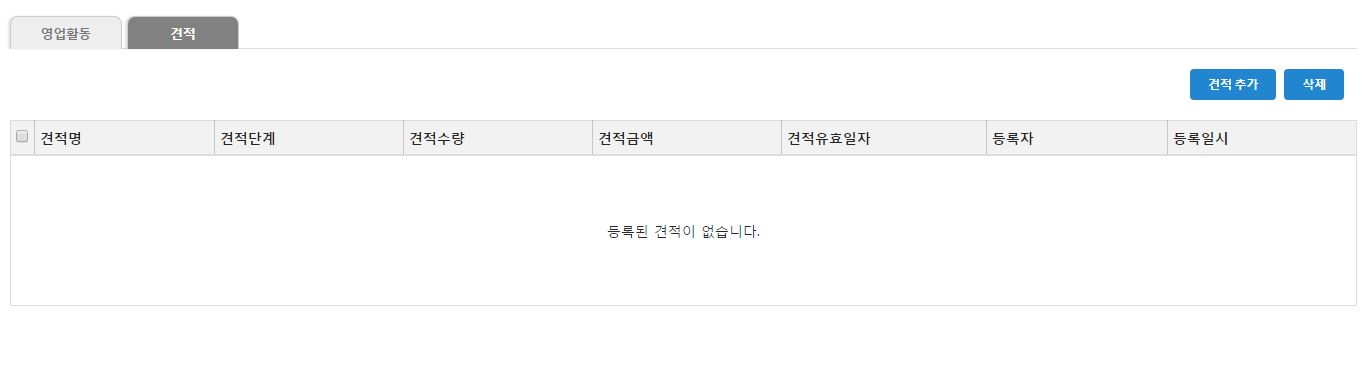 영업활동 견적
견적 추가 삭제
견적명 견적단계 견적수량 견적금액 견적유효일자 등록자 등록일시
등록된 견적이 없습니다.